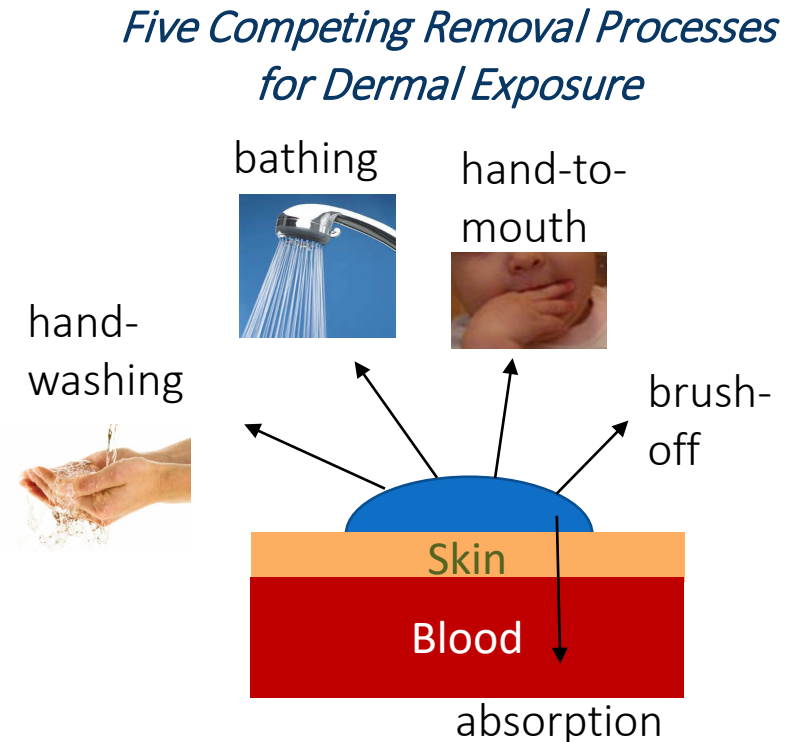 Five Competing Removal Processes
for Dermal Exposure
bathing
hand-to-
mouth
hand-
washing
brush-
off
Skin
Blood
absorption